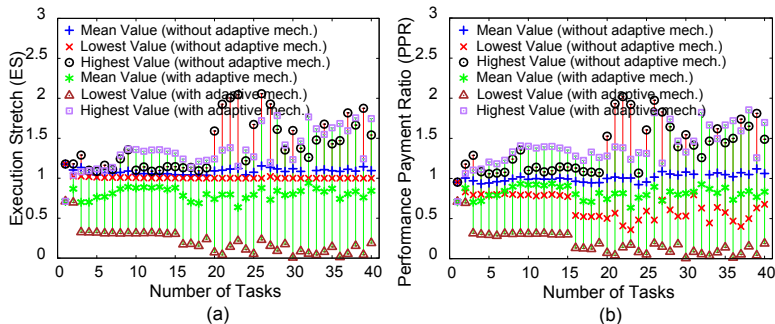 3
2.5
2
1.5
1
0.5
0
Execution Stretch (ES)
Mean Value (without adaptive mech.)
Lowest Value (without adaptive mech.)
Highest Value (without adaptive mech.)
Mean Value (with adaptive mech.)
Lowest Value (with adaptive mech.)
Highest Value (with adaptive mech.)
0 5 10 15 20 25 30 35 40
Number of Tasks
(a)
3
2.5
2
1.5
1
0.5
0
Performance Payment Ratio (PPR)
Mean Value (without adaptive mech.)
Lowest Value (without adaptive mech.)
Highest Value (without adaptive mech.)
Mean Value (with adaptive mech.)
Lowest Value (with adaptive mech.)
Highest Value (with adaptive mech.)
0 5 10 15 20 25 30 35 40
Number of Tasks
(b)